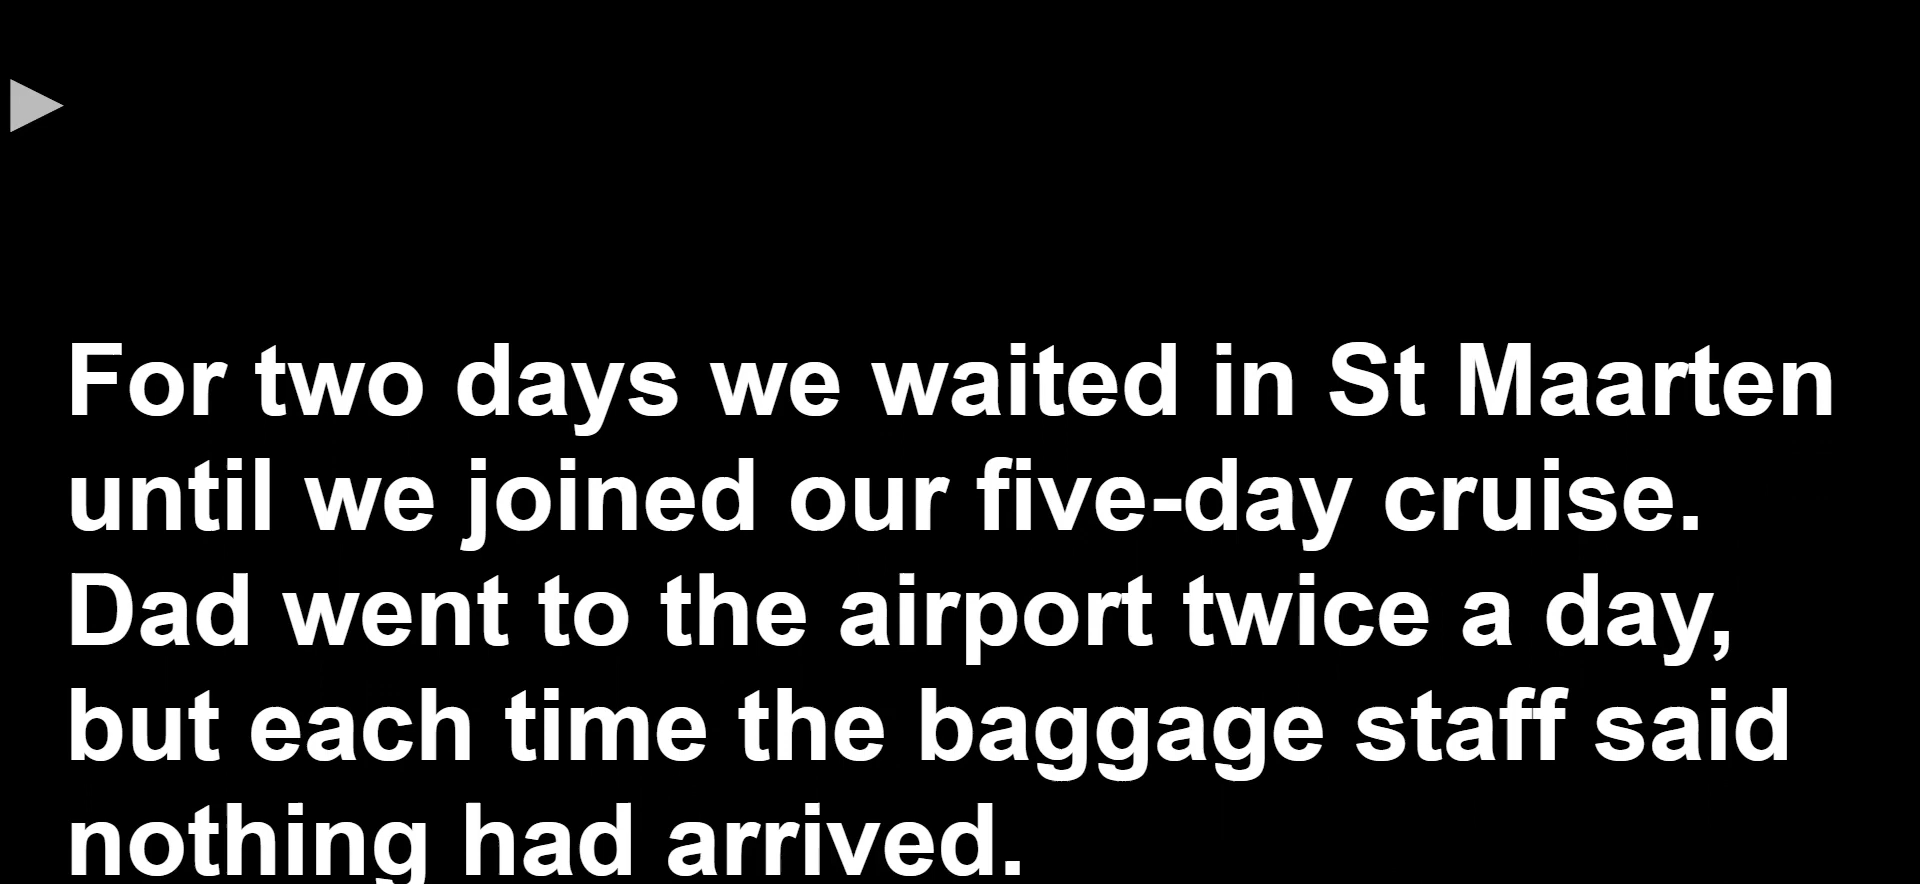 For two days we waited in St Maarten
until we joined our five-day cruise.
Dad went to the airport twice a day,
but each time the baggage staff said
nothing had arrived.